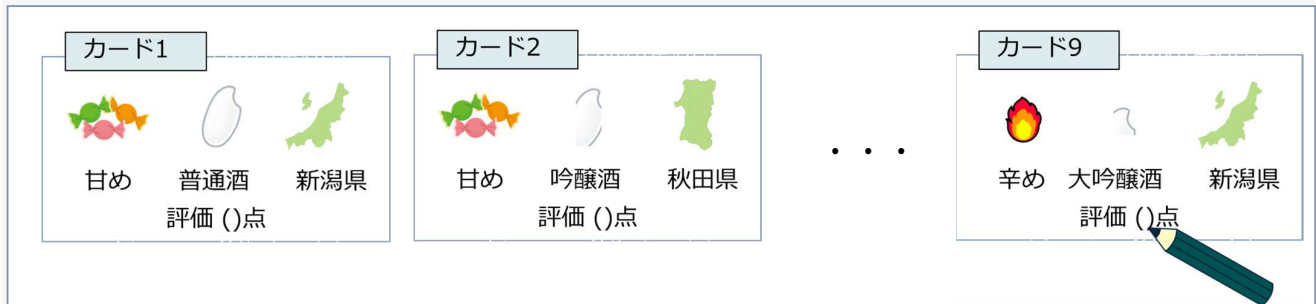 カード1
甘め 普通酒 新潟県
評価 ()点
カード2
甘め 吟醸酒 秋田県
評価 ()点
・・・
カード9
辛め 大吟醸酒 新潟県
評価 ()点